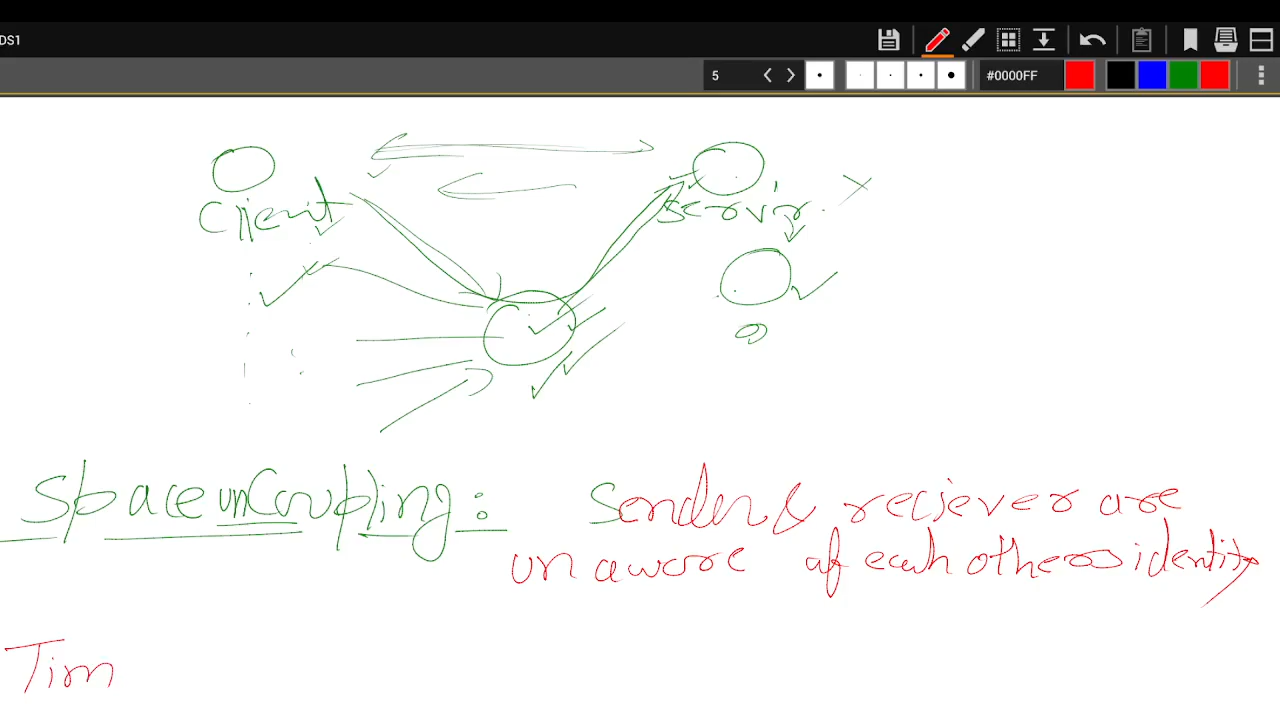 DS1
5
#0000FF
Client
Server
Space unCoupling: Sender & reciever are
unaware of each others identity
Tim